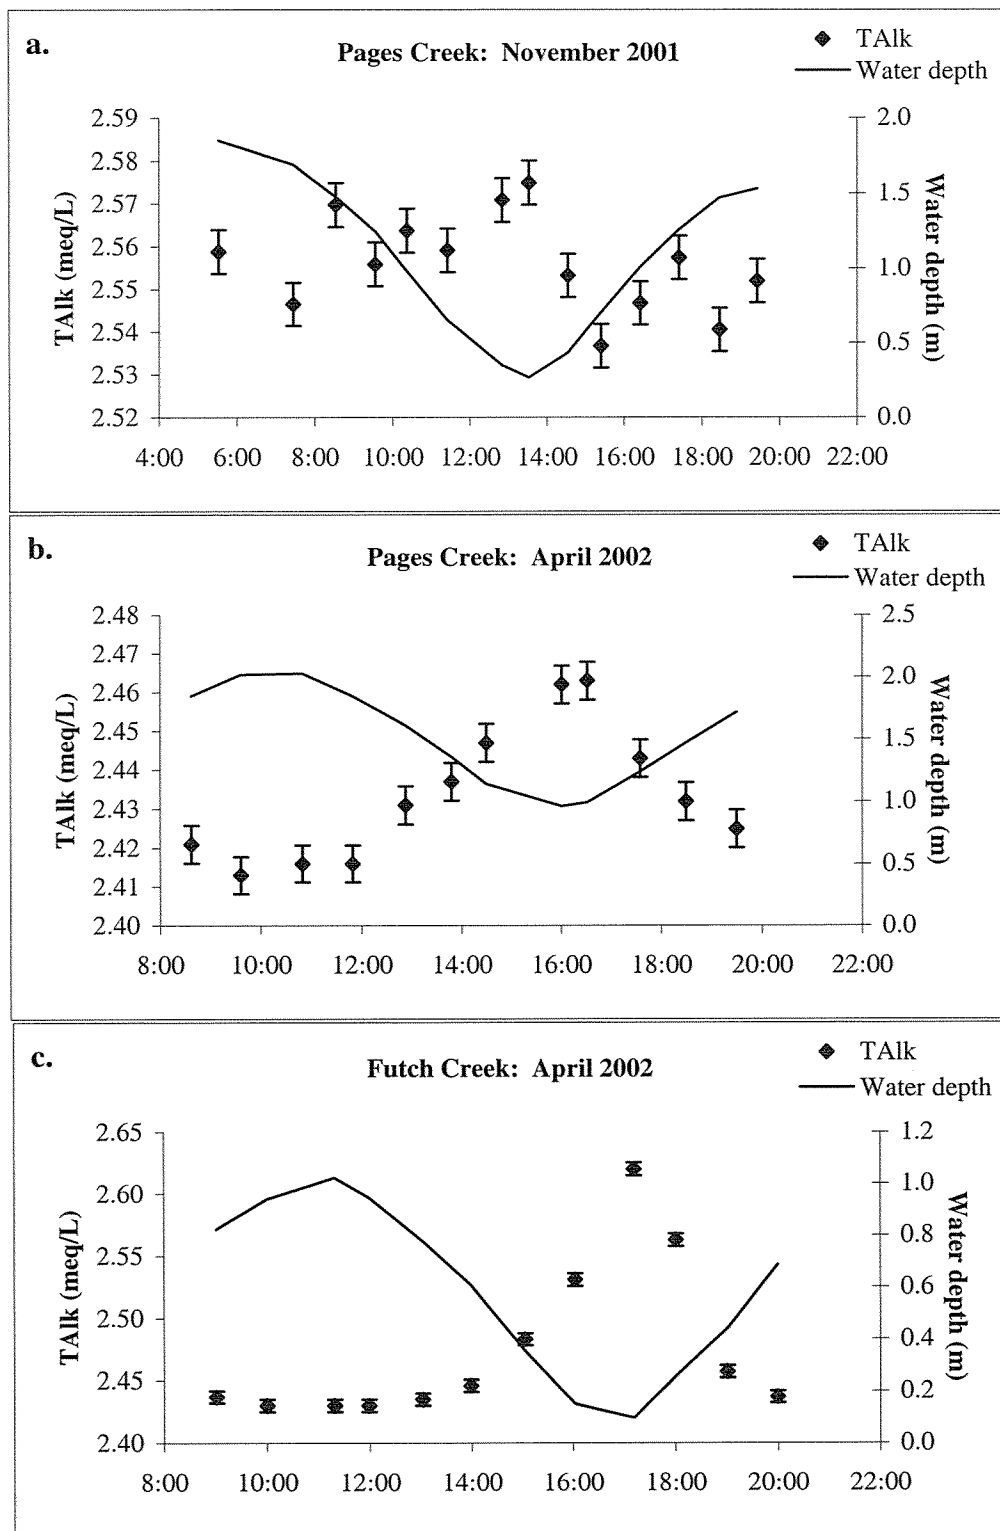 a.
Pages Creek: November 2001
TAlk
Water depth
2.59
2.58
2.57
2.56
2.55
2.54
2.53
2.52
TAlk (meq/L)
2.0
1.5
1.0
0.5
0.0
Water depth (m)
4:00 6:00 8:00 10:00 12:00 14:00 16:00 18:00 20:00 22:00
b.
Pages Creek: April 2002
TAlk
Water depth
2.48
2.47
2.46
2.45
2.44
2.43
2.42
2.41
2.40
TAlk (meq/L)
2.5
2.0
1.5
1.0
0.5
0.0
Water depth (m)
8:00 10:00 12:00 14:00 16:00 18:00 20:00 22:00
c.
Futch Creek: April 2002
TAlk
Water depth
2.65
2.60
2.55
2.50
2.45
2.40
TAlk (meq/L)
1.2
1.0
0.8
0.6
0.4
0.2
0.0
Water depth (m)
8:00 10:00 12:00 14:00 16:00 18:00 20:00 22:00